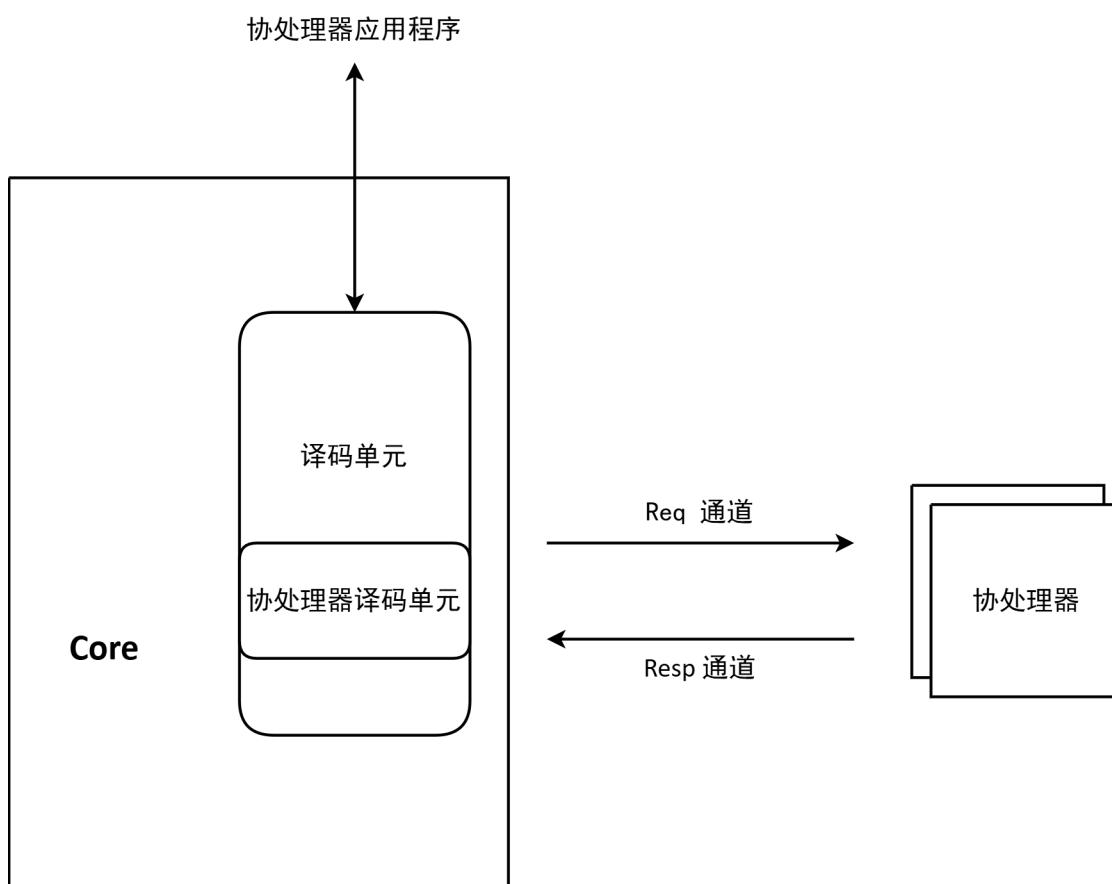 协处理器应用程序
译码单元
Req 通道
协处理器译码单元
协处理器
Core
Resp 通道